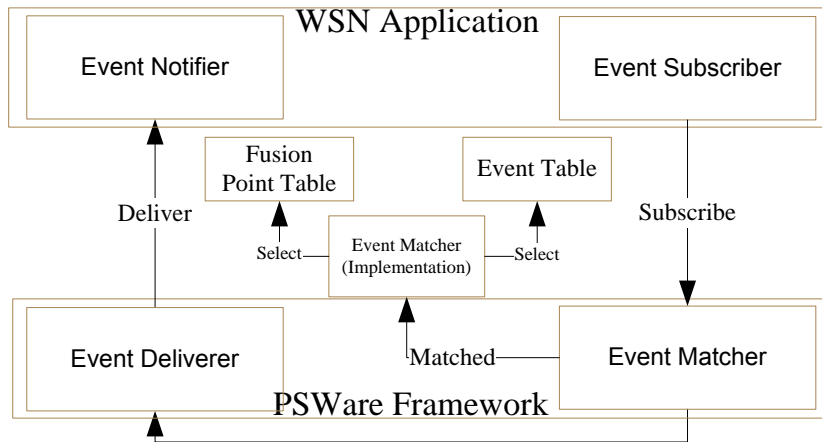 WSN Application
Event Notifier
Event Subscriber
Fusion
Point Table
Event Table
Deliver
Subscribe
Select
Event Matcher
(Implementation)
Select
Event Deliverer
Matched
Event Matcher
PSWare Framework